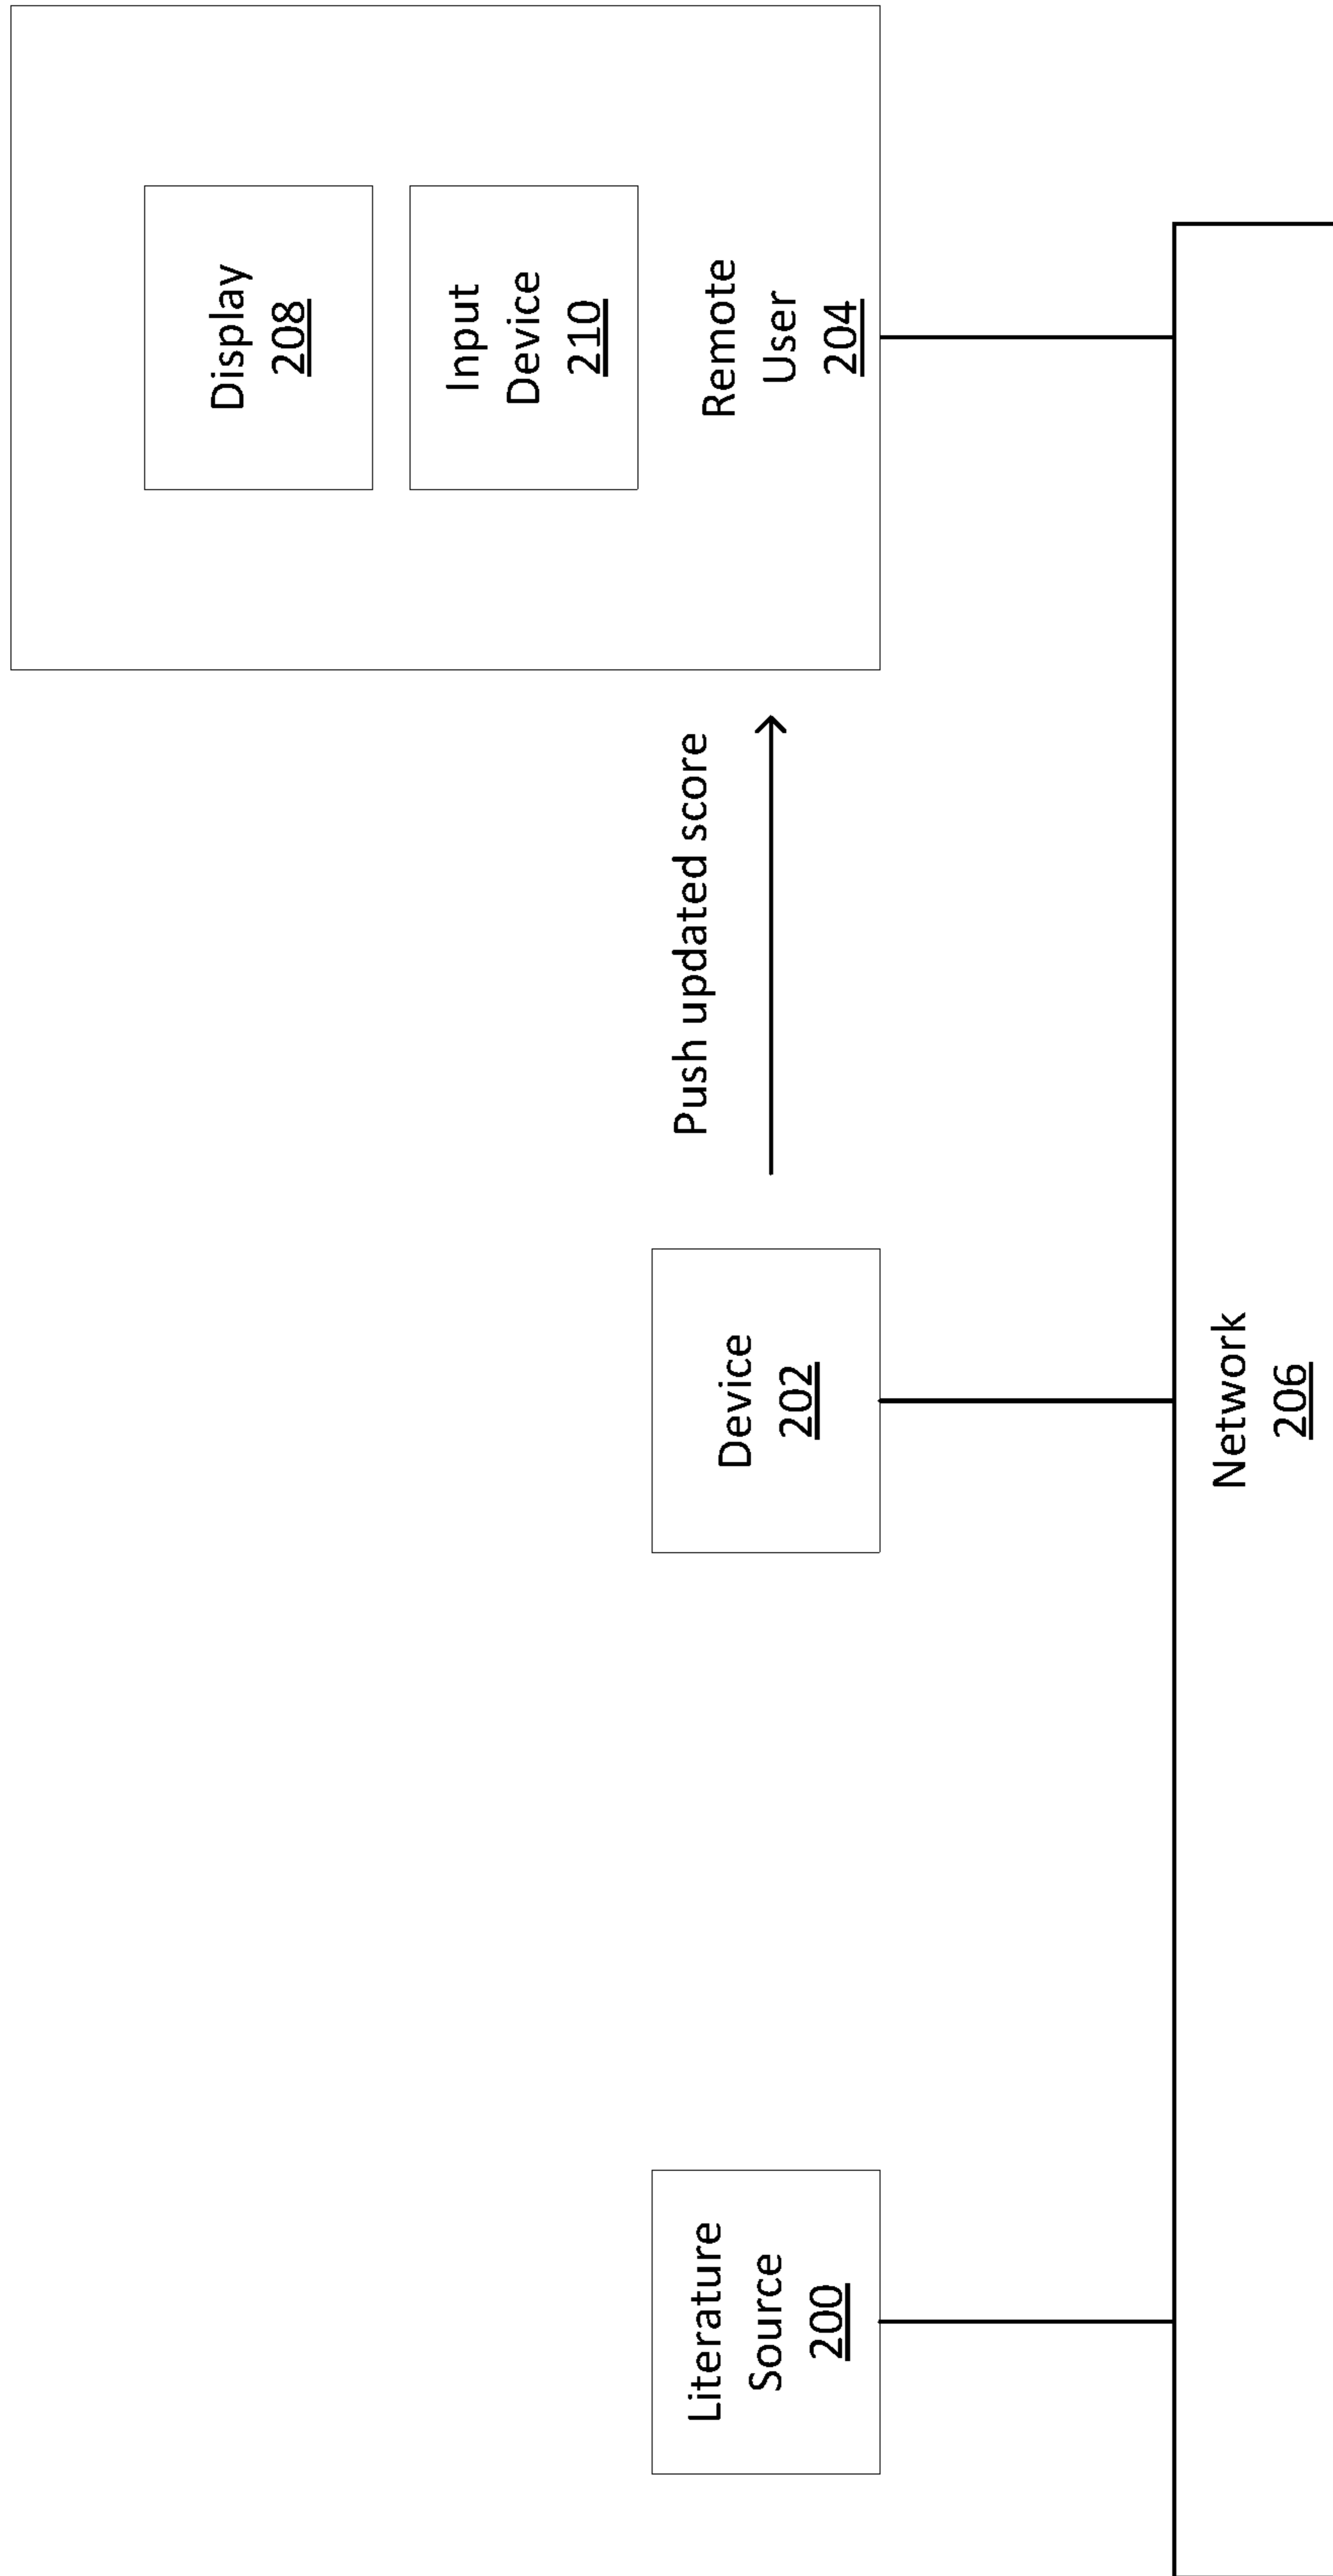 Display
208
Input
Device
210
Remote
User
204
Push updated score
Device
202
Literature
Source
200
Network
206